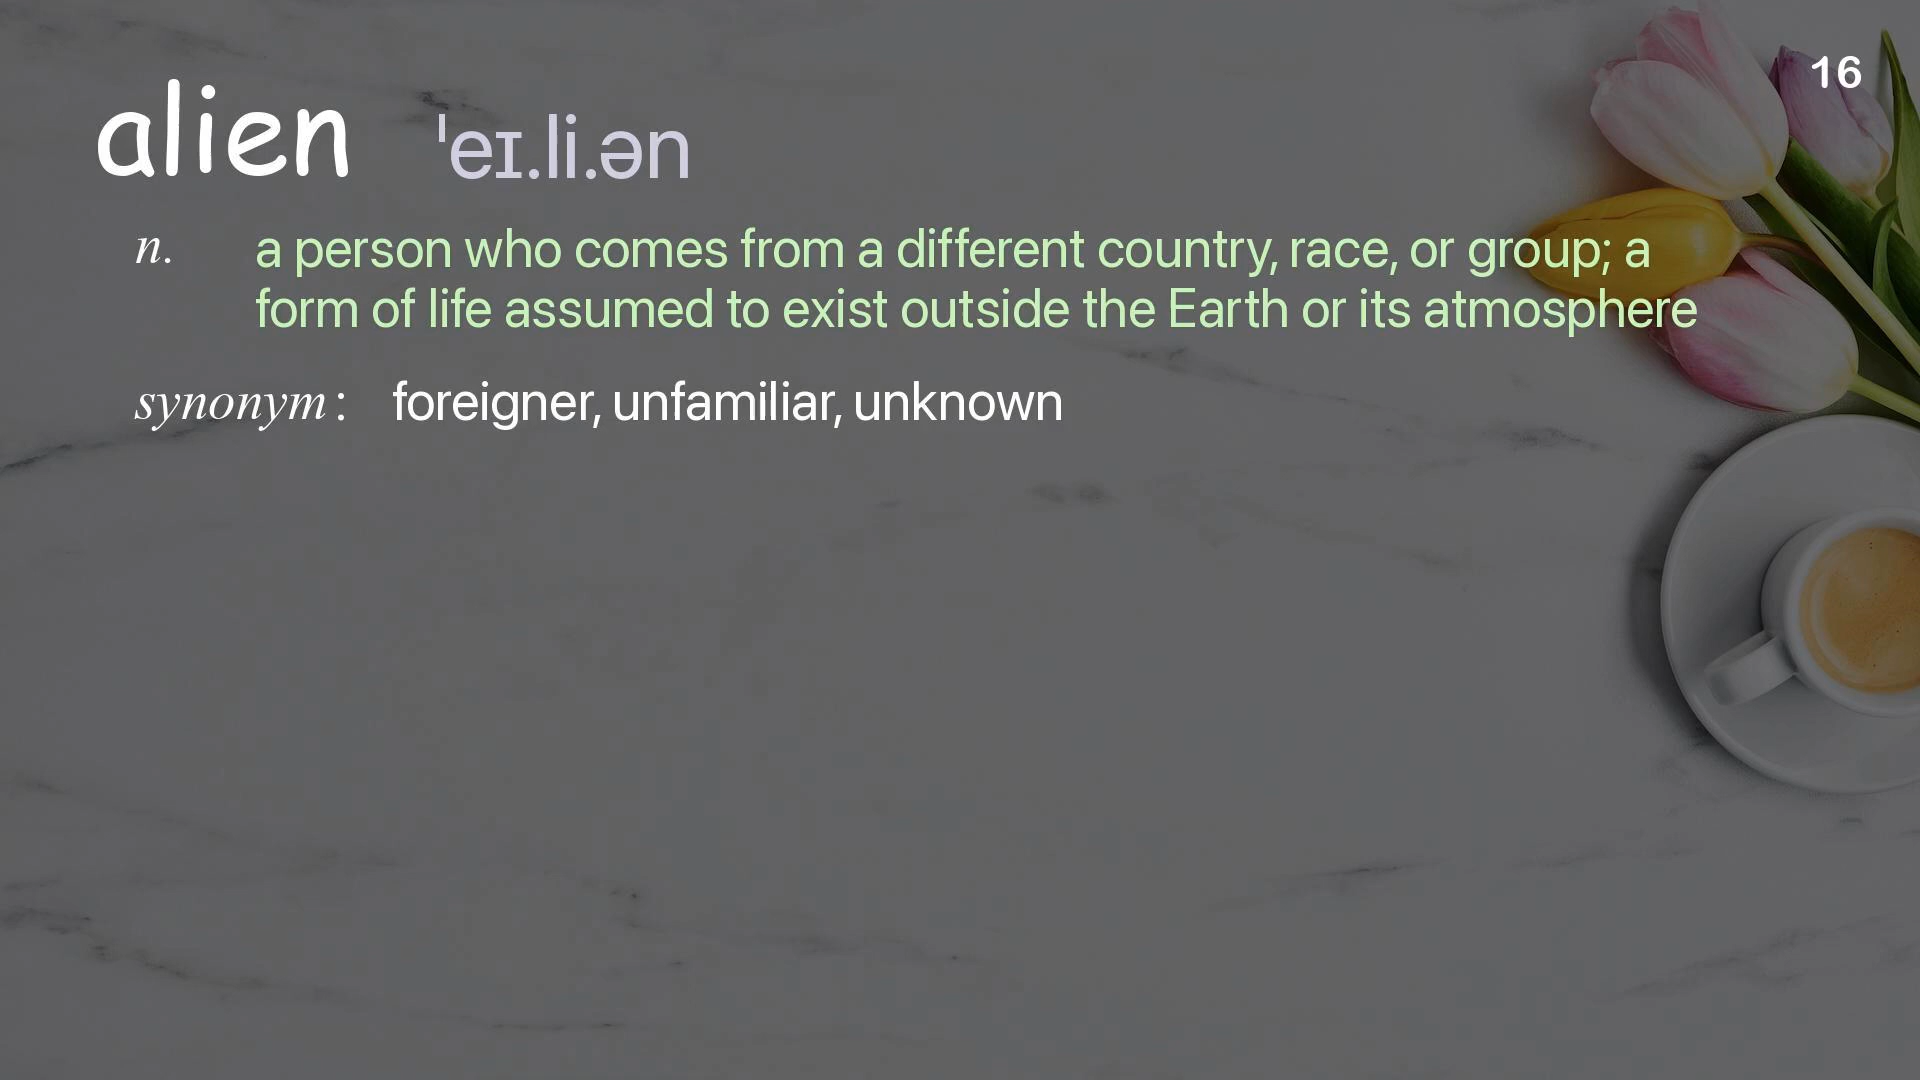 16
alien ˈeɪ.li.ən
n. a person who comes from a different country, race, or group; a
form of life assumed to exist outside the Earth or its atmosphere
synonym: foreigner, unfamiliar, unknown